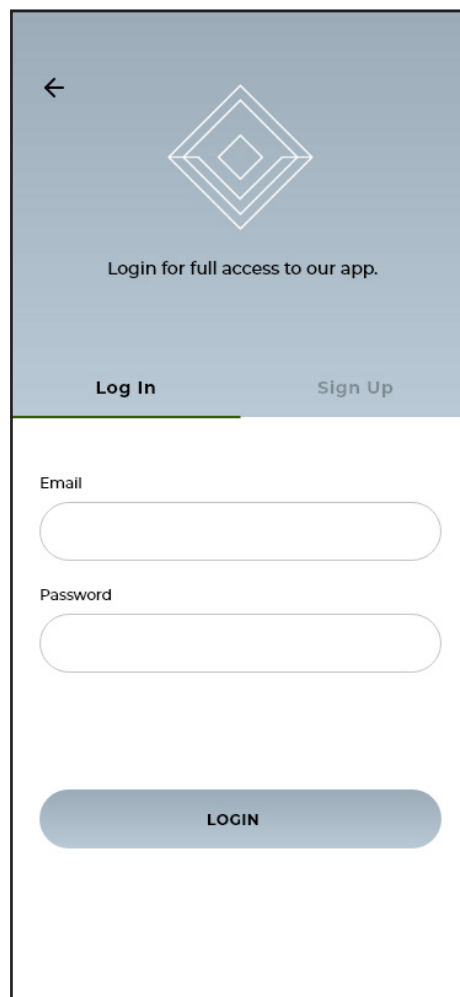 Login for full access to our app.
Log In
Sign Up
Email
Password
LOGIN